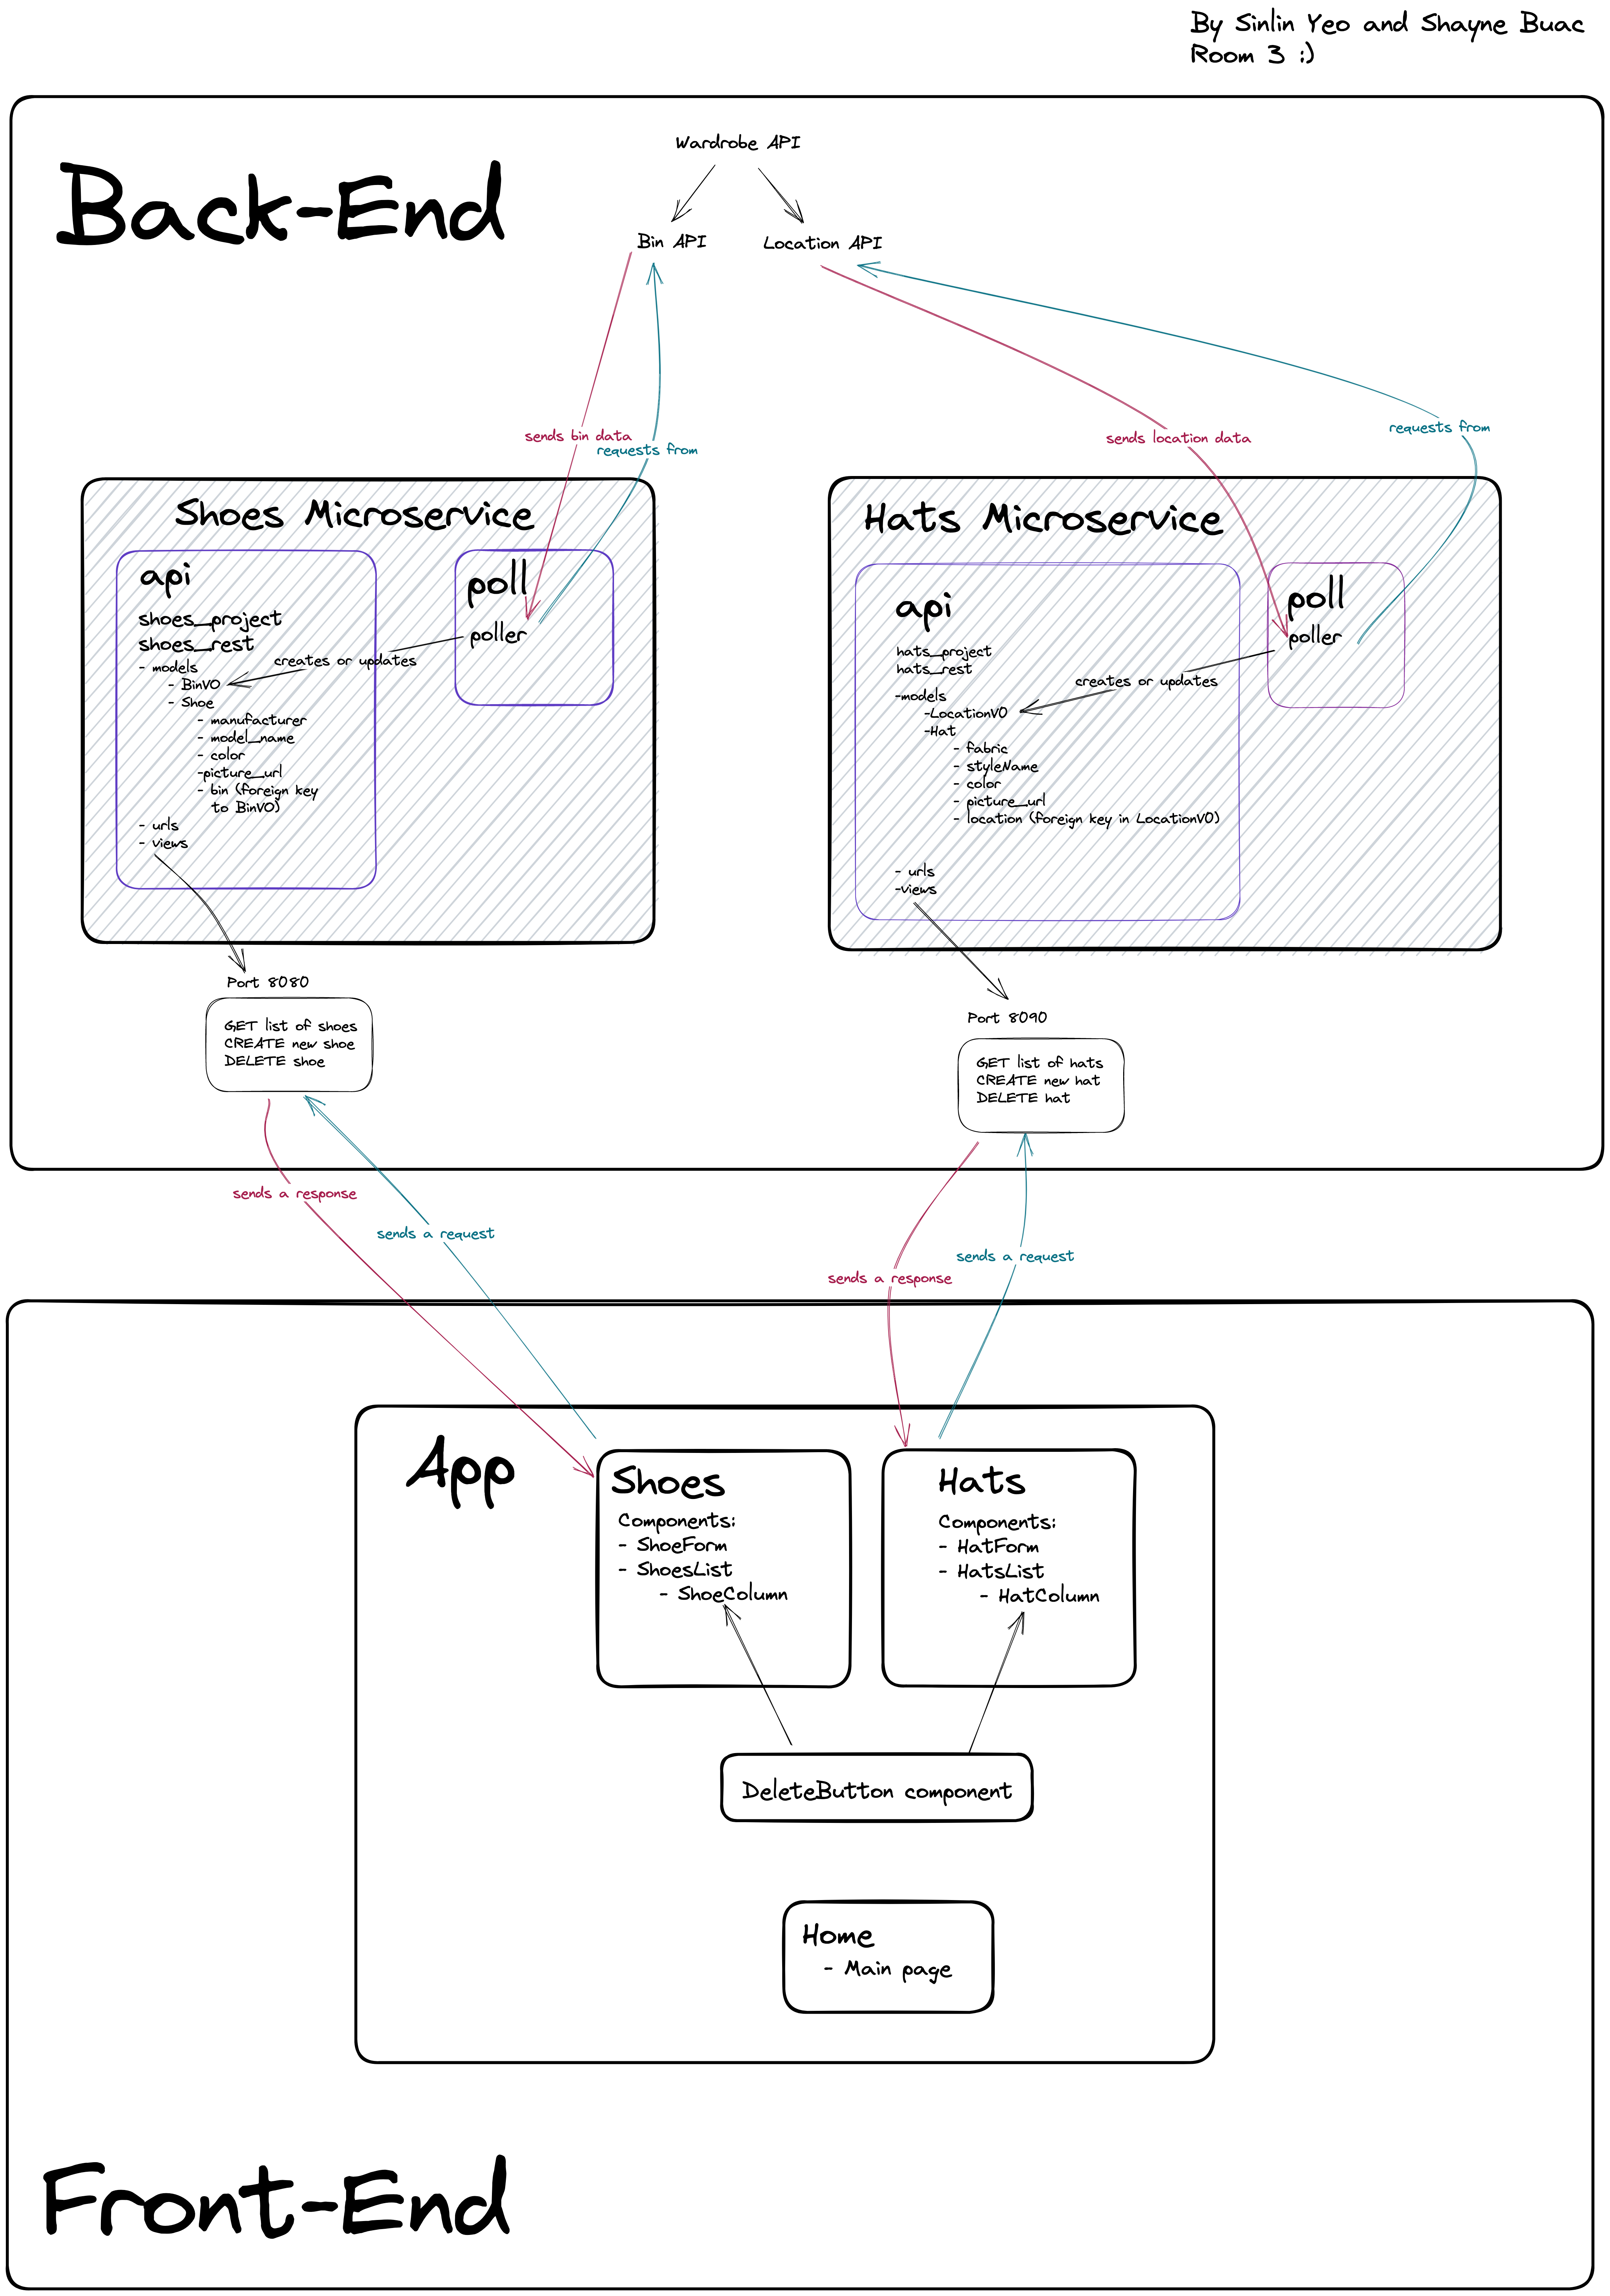 By Sinlin Yeo and Shayne Buac
Room 3 :)
Back-End
Wardrobe API
Bin API
Location API
sends bin data
requests from
sends location data
requests from
Shoes Microservice
api
shoes_project
shoes_rest
- models
- BinVO
- Shoe
- manufacturer
- model_name
- color
-picture_url
- bin (foreign key
to BinVO)
- urls
- views
poll
poller
creates or updates
Hats Microservice
api
hats_project
hats_rest
-models
-LocationVO
-Hat
- fabric
- styleName
- color
- picture_url
- location (foreign key in LocationVO)
- urls
-views
poll
poller
creates or updates
Port 8080
GET list of shoes
CREATE new shoe
DELETE shoe
Port 8090
GET list of hats
CREATE new hat
DELETE hat
sends a response
sends a request
sends a response
sends a request
App
Shoes
Components:
- ShoeForm
- ShoesList
- ShoeColumn
Hats
Components:
- HatForm
- HatsList
- HatColumn
DeleteButton component
Home
- Main page
Front-End